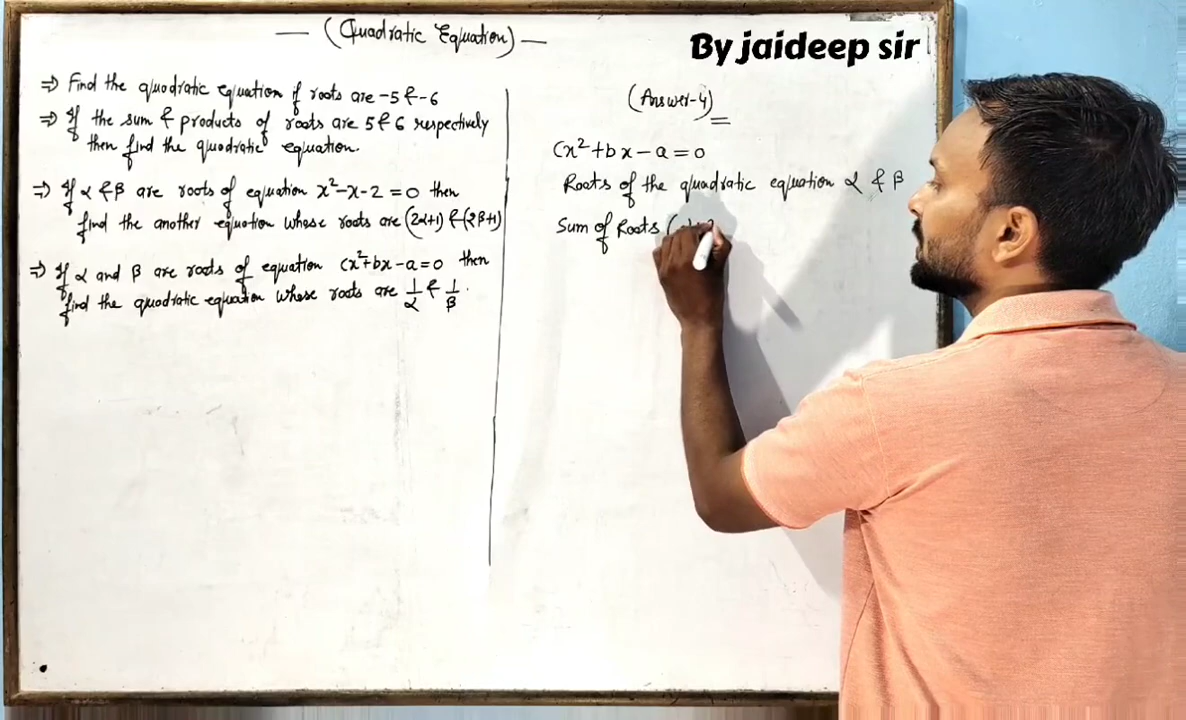 — (Quadratic Equation) —
By jaideep sir
⇒ Find the quadratic equation if roots are -5 & -6
⇒ If the sum & products of roots are 5 & 6 respectively
then find the quadratic equation.
⇒ If α & β are roots of equation x²-x-2=0 then
find the another equation whose roots are (2α+1) & (2β+1)
⇒ If α and β are roots of equation Cx²+bx-a=0 then
find the quadratic equation whose roots are 1/α & 1/β.
(Answer-4)
Cx²+bx-a=0
Roots of the quadratic equation α & β
Sum of Roots (